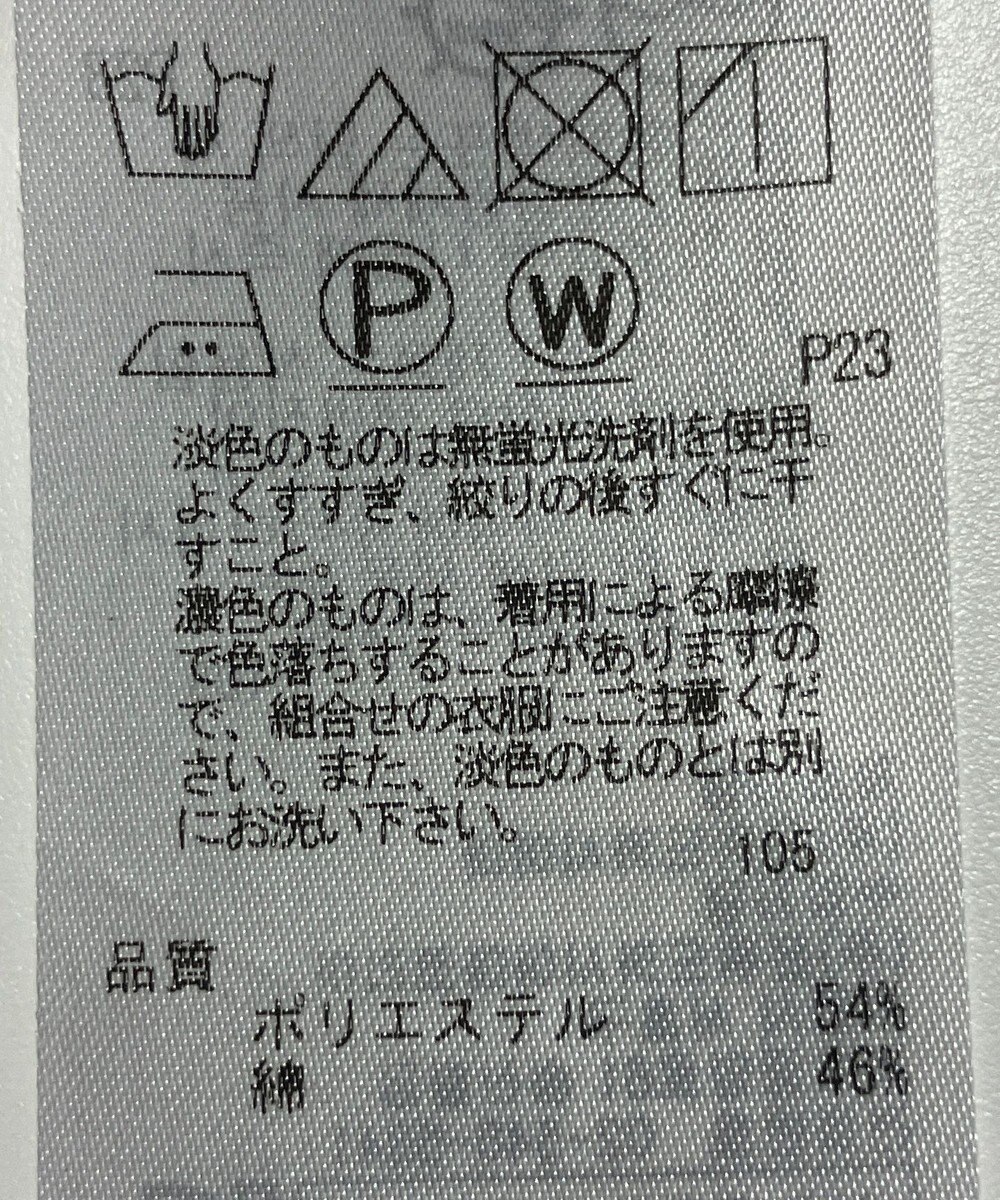 P
W
P23
淡色のものは無蛍光洗剤を使用。
よくすすぎ、絞りの後すぐに干
すこと。
濃色のものは、着用による摩擦
で色落ちすることがありますの
で、組合せの衣服にご注意くだ
さい。また、淡色のものとは別
にお洗い下さい。
105
品質
ポリエステル 54%
綿 46%